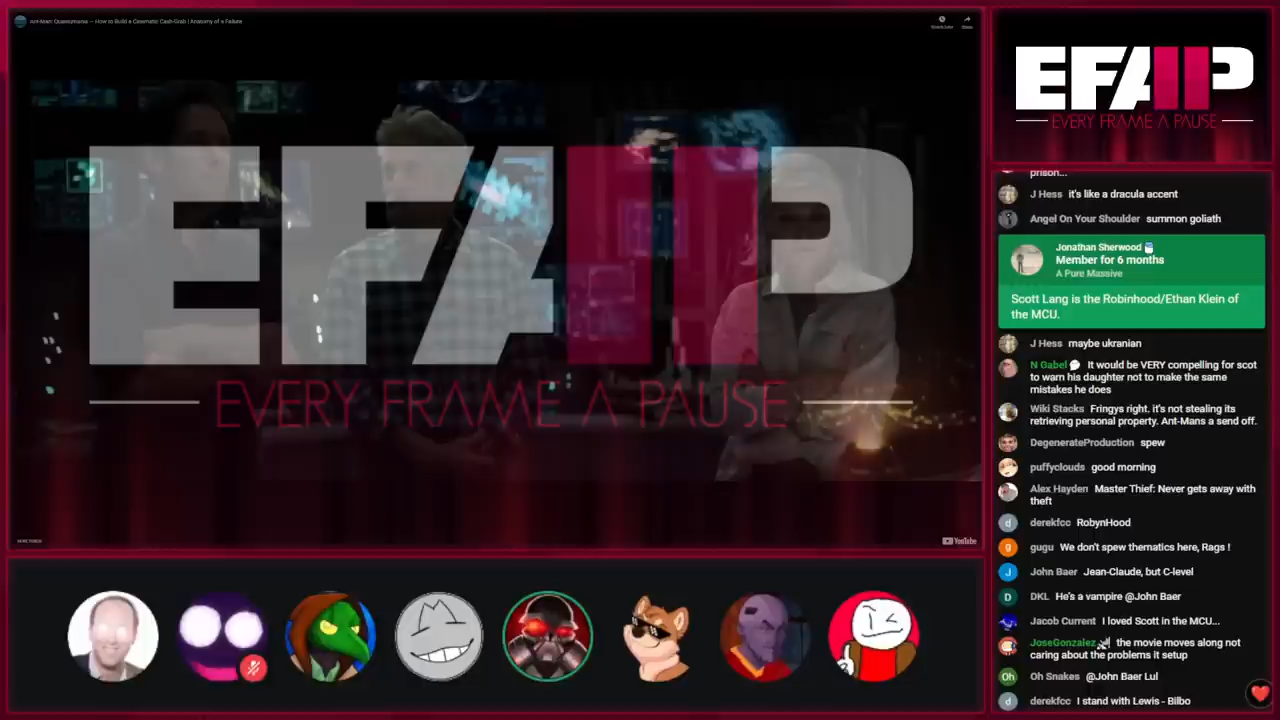 Ant-Man: Quantumania — How to Build a Cinematic Cash-Grab | Anatomy of a Failure
Watch later
Share
EFAP
EVERY FRAME A PAUSE
MORE VIDEOS
YouTube
EFAP
EVERY FRAME A PAUSE
prison...
J Hess it's like a dracula accent
Angel On Your Shoulder summon goliath
Jonathan Sherwood
Member for 6 months
A Pure Massive
Scott Lang is the Robinhood/Ethan Klein of
the MCU.
J Hess maybe ukranian
N Gabel It would be VERY compelling for scot
to warn his daughter not to make the same
mistakes he does
Wiki Stacks Fringys right. it's not stealing its
retrieving personal property. Ant-Mans a send off.
DegenerateProduction spew
puffyclouds good morning
Alex Hayden Master Thief: Never gets away with
theft
d
derekfcc RobynHood
g
gugu We don't spew thematics here, Rags !
J
John Baer Jean-Claude, but C-level
D
DKL He's a vampire @John Baer
Jacob Current I loved Scott in the MCU...
JoseGonzalez the movie moves along not
caring about the problems it setup
Oh
Oh Snakes @John Baer Lul
d
derekfcc I stand with Lewis - Bilbo